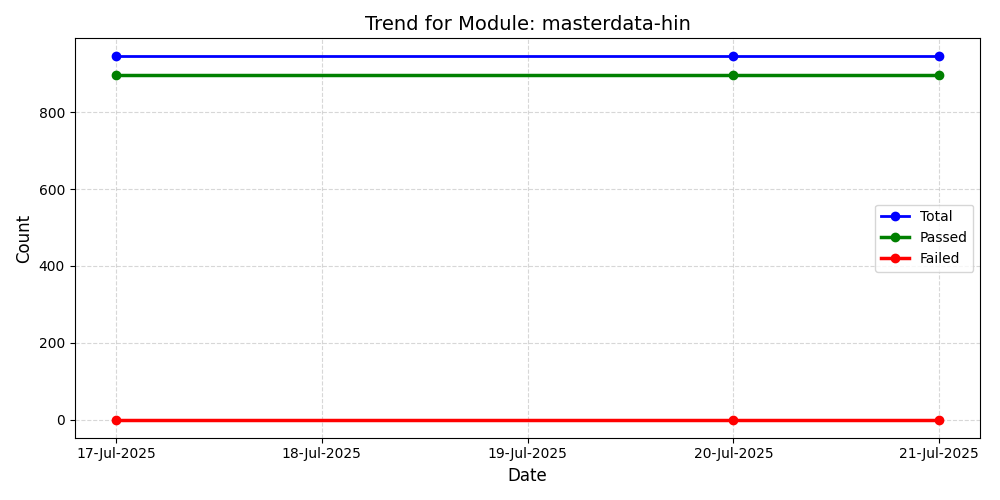 Trend for Module: masterdata-hin
Count
800
600
400
200
0
Total
Passed
Failed
17-Jul-2025
18-Jul-2025
19-Jul-2025
20-Jul-2025
21-Jul-2025
Date